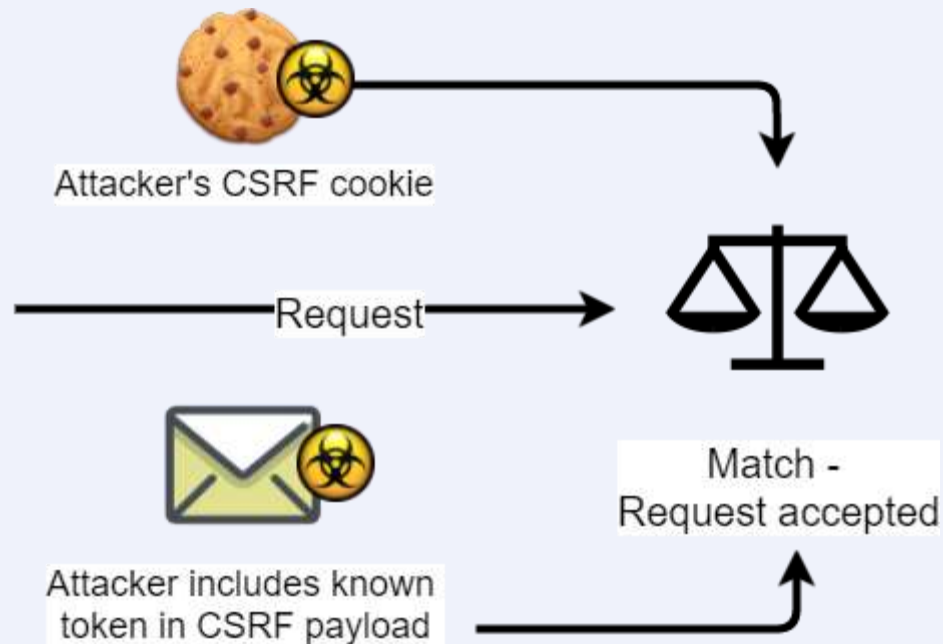 Attacker's CSRF cookie
Request
Match -
Request accepted
Attacker includes known
token in CSRF payload